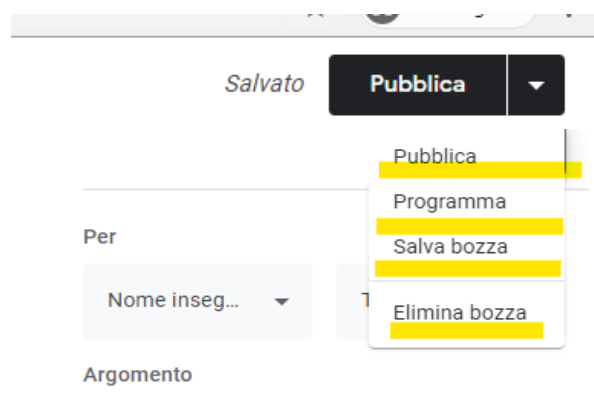 Salvato Pubblica
Pubblica
Programma
Per
Salva bozza
Nome inseg...
Elimina bozza
Argomento